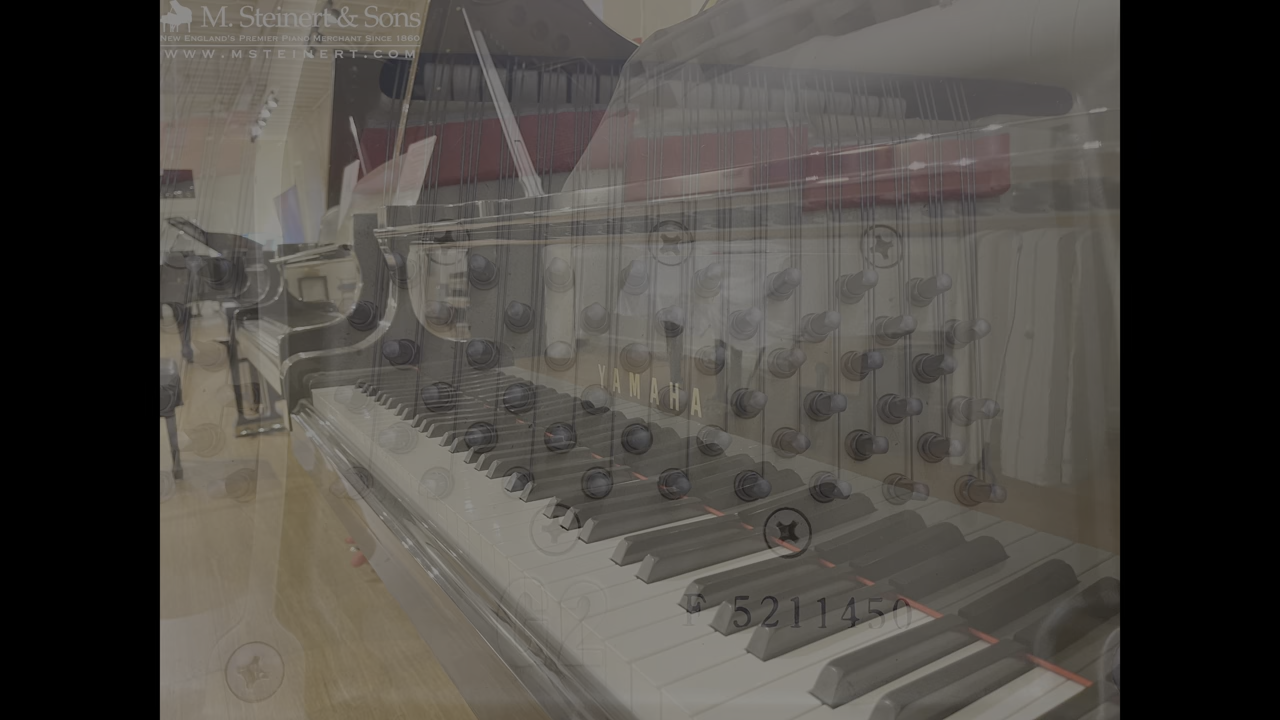 M. Steinert & Sons
NEW ENGLAND'S PREMIER PIANO MERCHANT SINCE 1860
WWW.MSTEINERT.COM
YAMAHA
F 5211450